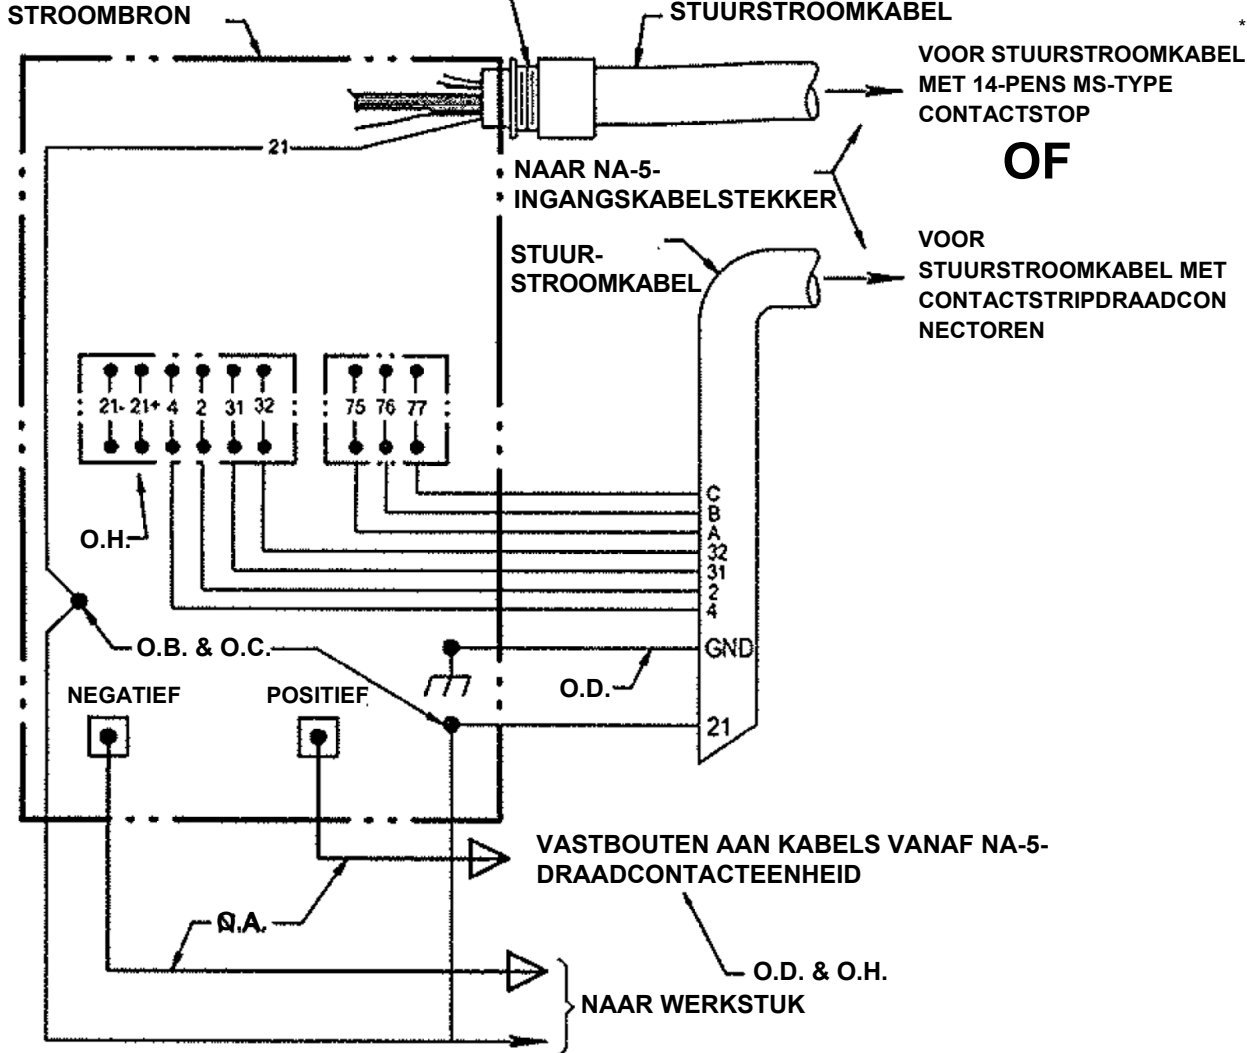 STROOMBRON
STUURSTROOMKABEL
*
VOOR STUURSTROOMKABEL
MET 14-PENS MS-TYPE
CONTACTSTOP
OF
21
NAAR NA-5-
INGANGSKABELSTEKKER
STUUR-
STROOMKABEL
VOOR
STUURSTROOMKABEL MET
CONTACTSTRIPDRAADCON
NECTOREN
21- 21+ 4 2 31 32
75 76 77
C
B
A
32
31
2
4
O.H.
O.B. & O.C.
GND
O.D.
NEGATIEF
POSITIEF
21
VASTBOUTEN AAN KABELS VANAF NA-5-
DRAADCONTACTEENHEID
O.A.
O.D. & O.H.
NAAR WERKSTUK